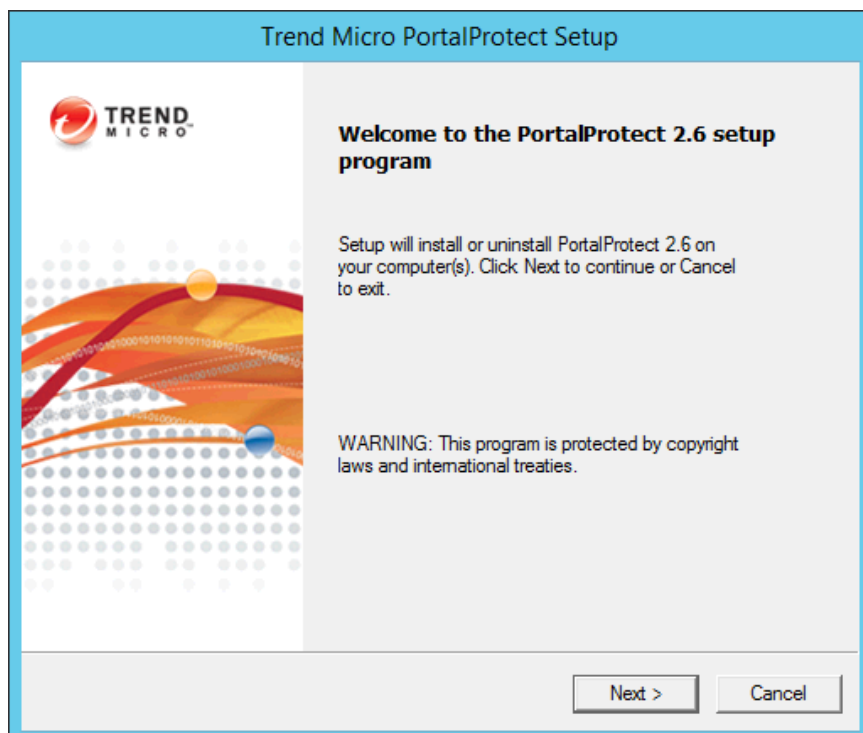 Trend Micro PortalProtect Setup
TREND
MICRO™
Welcome to the PortalProtect 2.6 setup
program
Setup will install or uninstall PortalProtect 2.6 on
your computer(s). Click Next to continue or Cancel
to exit.
WARNING: This program is protected by copyright
laws and international treaties.
Next >
Cancel